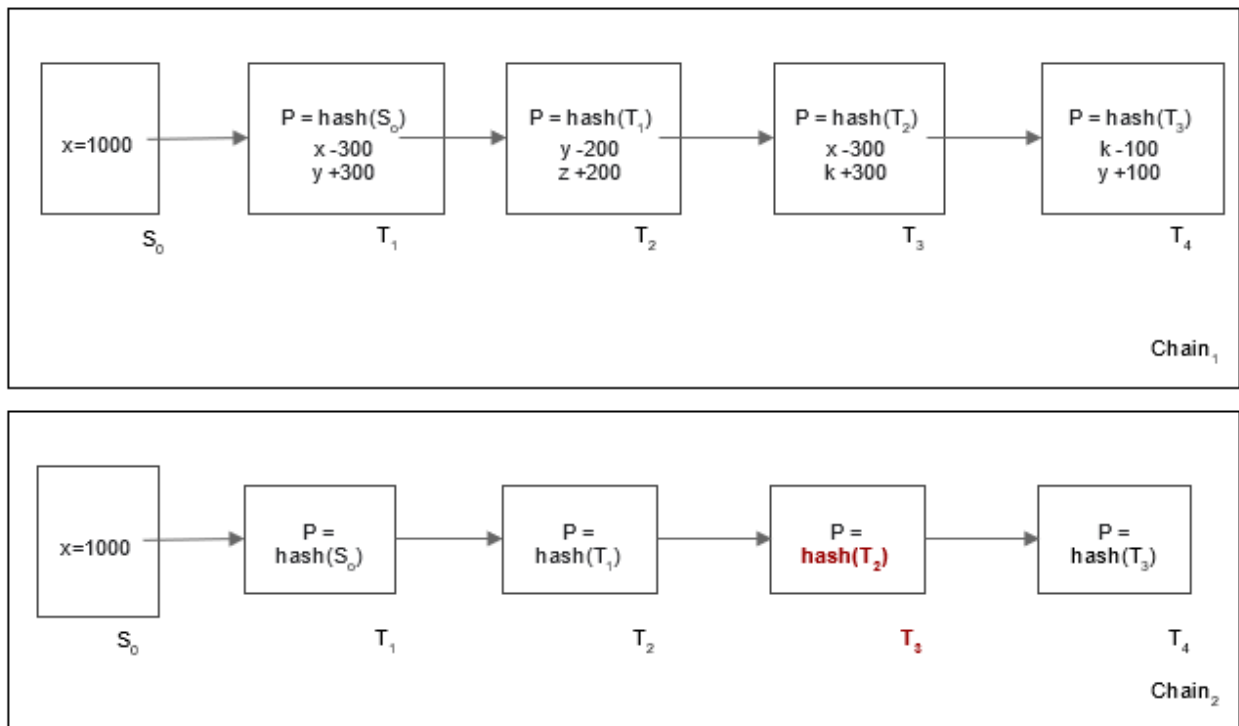 x=1000
P = hash(S₀)
x -300
y +300
P = hash(T₁)
y -200
z +200
P = hash(T₂)
x -300
k +300
P = hash(T₃)
k -100
y +100
S₀
T₁
T₂
T₃
T₄
Chain₁
x=1000
P =
hash(S₀)
P =
hash(T₁)
P =
hash(T₂)
P =
hash(T₃)
S₀
T₁
T₂
T₃
T₄
Chain₂